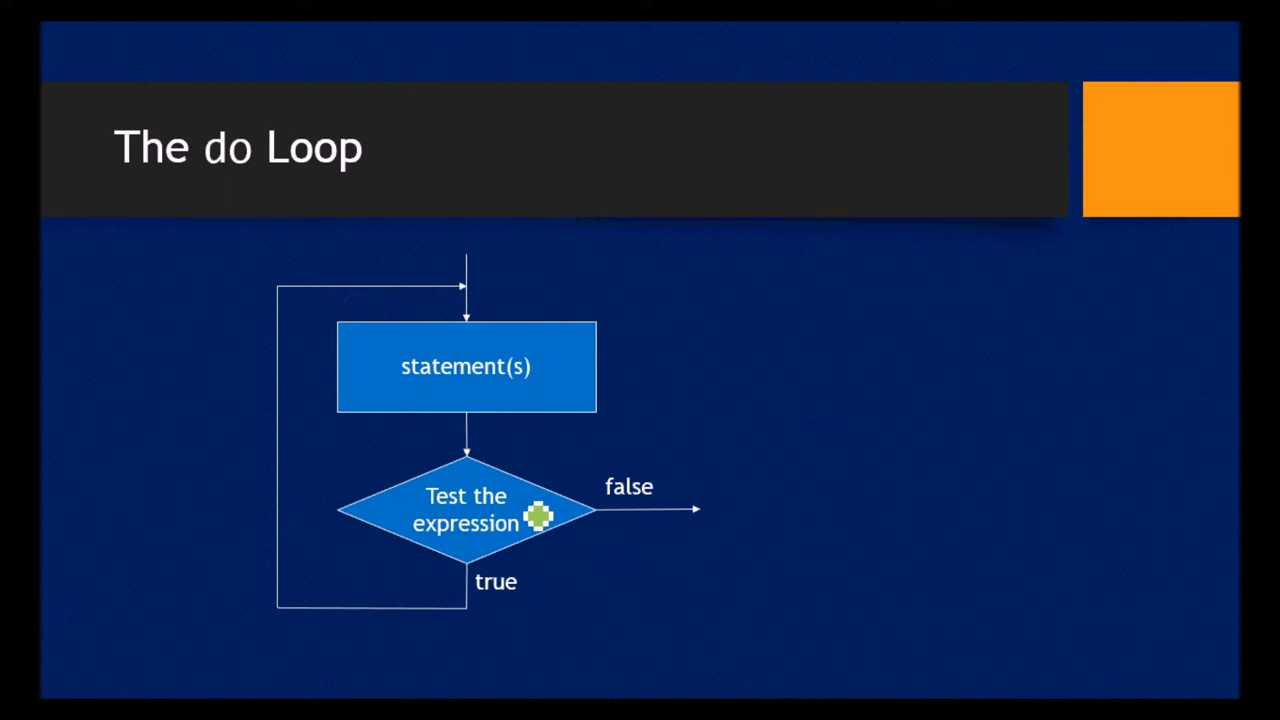 The do Loop
statement(s)
Test the
expression
false
true